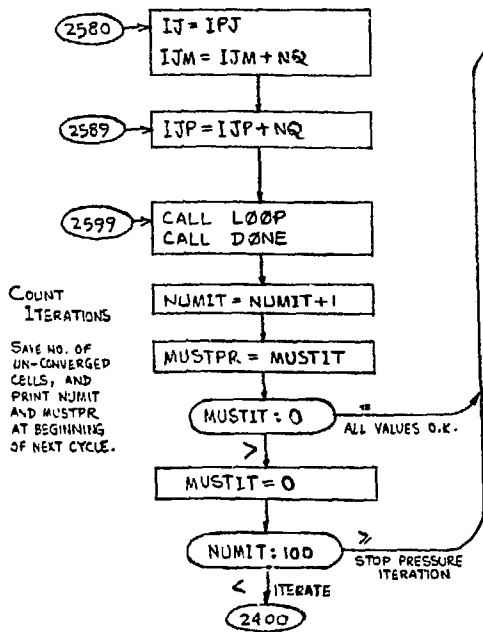 2580
IJ = IPJ
IJM = IJM + NQ
2589
IJP = IJP + NQ
2599
CALL LØØP
CALL DØNE
COUNT
ITERATIONS
NUMIT = NUMIT + 1
SAVE NO. OF
UN-CONVERGED
CELLS, AND
PRINT NUMIT
AND MUSTPR
AT BEGINNING
OF NEXT CYCLE.
MUSTPR = MUSTIT
MUSTIT : 0
=
ALL VALUES O.K.
>
MUSTIT = 0
NUMIT : 100
≥
STOP PRESSURE
ITERATION
< ITERATE
2400